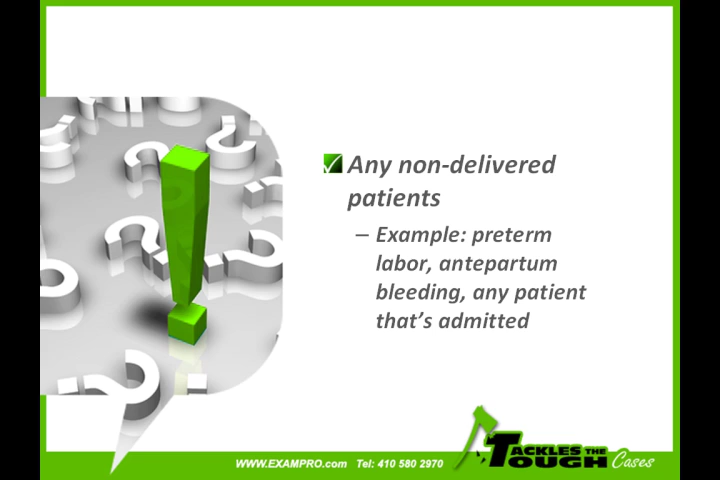 Any non-delivered
patients
– Example: preterm
labor, antepartum
bleeding, any patient
that's admitted
WWW.EXAMPRO.com Tel: 410 580 2970
TACKLES THE
TOUGH Cases